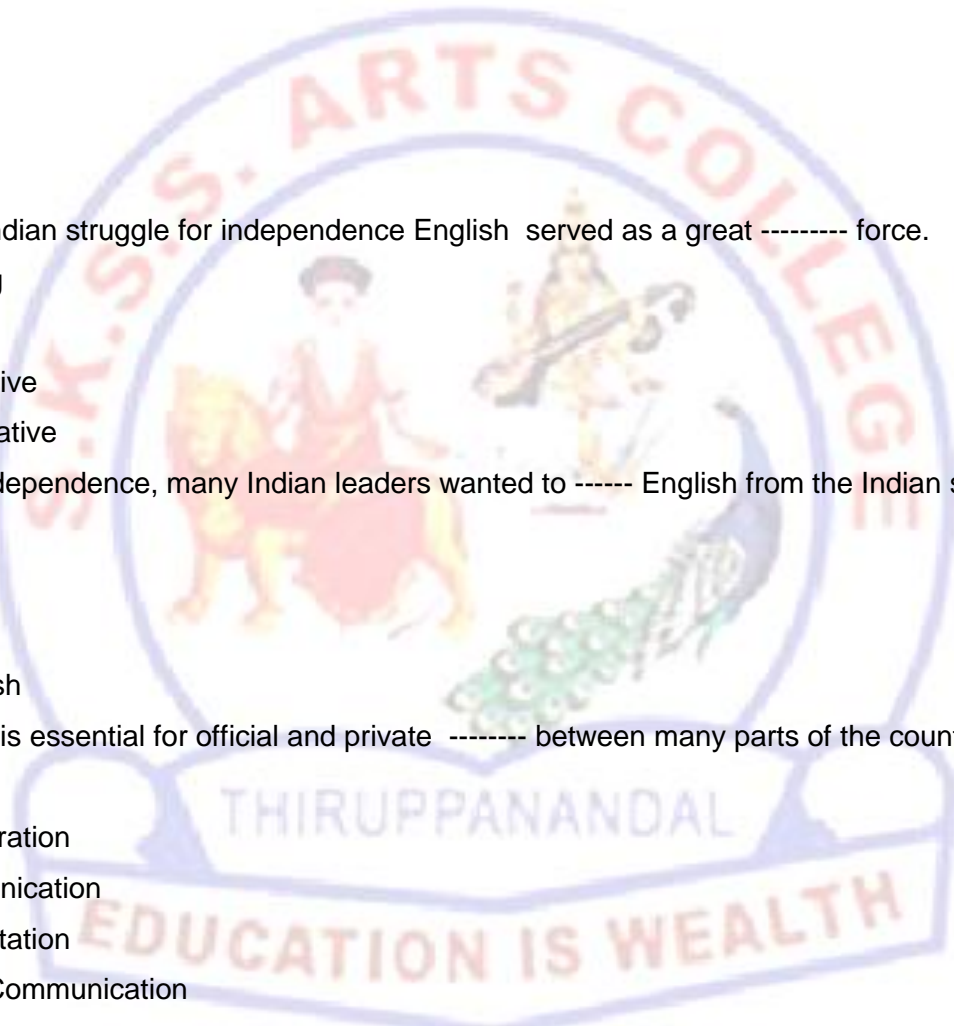 S.K.S.S. ARTS COLLEGE
ndian struggle for independence English served as a great --------- force.
ive
ative
dependence, many Indian leaders wanted to ------ English from the Indian s
sh
is essential for official and private -------- between many parts of the coun
ration
nication
tation
Communication
THIRUPPANANDAL
EDUCATION IS WEALTH